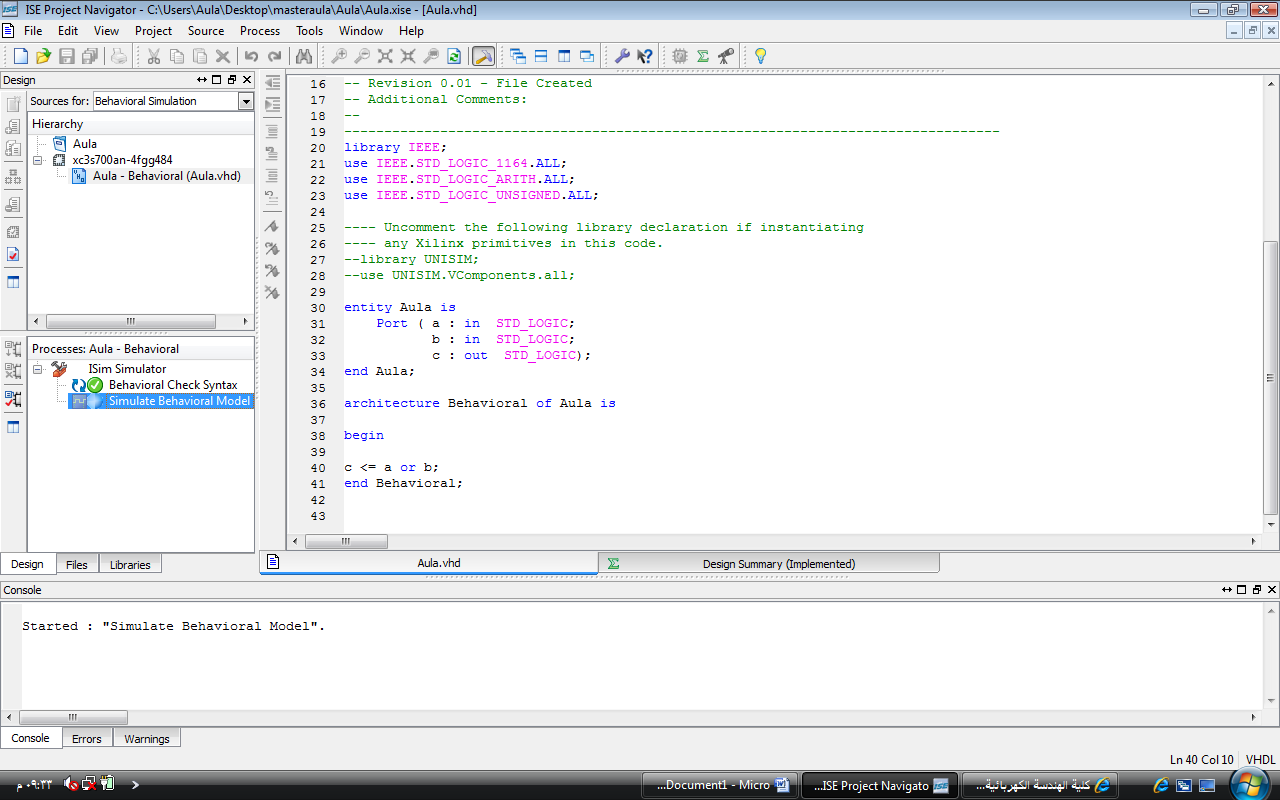 ISE Project Navigator - C:\Users\Aula\Desktop\masteraula\Aula\Aula.xise - [Aula.vhd]
File Edit View Project Source Process Tools Window Help
Design
Sources for: Behavioral Simulation
Hierarchy
Aula
xc3s700an-4fgg484
Aula - Behavioral (Aula.vhd)
Processes: Aula - Behavioral
ISim Simulator
Behavioral Check Syntax
Simulate Behavioral Model
Design Files Libraries
16 -- Revision 0.01 - File Created
17 -- Additional Comments:
18 --
19 ----------------------------------------------------------------------------------
20 library IEEE;
21 use IEEE.STD_LOGIC_1164.ALL;
22 use IEEE.STD_LOGIC_ARITH.ALL;
23 use IEEE.STD_LOGIC_UNSIGNED.ALL;
24
25 ---- Uncomment the following library declaration if instantiating
26 ---- any Xilinx primitives in this code.
27 --library UNISIM;
28 --use UNISIM.VComponents.all;
29
30 entity Aula is
31     Port ( a : in  STD_LOGIC;
32            b : in  STD_LOGIC;
33            c : out  STD_LOGIC);
34 end Aula;
35
36 architecture Behavioral of Aula is
37
38 begin
39
40 c <= a or b;
41 end Behavioral;
42
43
Aula.vhd Design Summary (Implemented)
Console
Started : "Simulate Behavioral Model".
Console Errors Warnings
Ln 40 Col 10 VHDL
٠٩:٣٣ م ...Document1 - Micro ...ISE Project Navigato ...كلية الهندسة الكهربائية